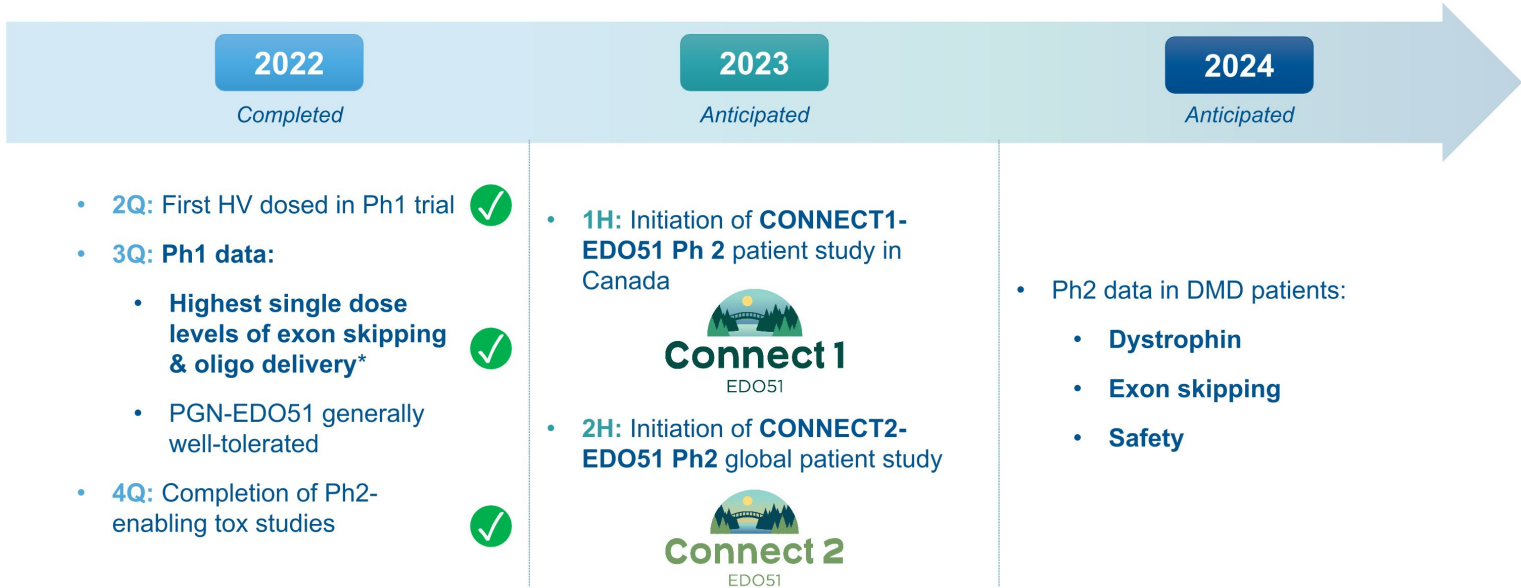 2022
Completed
• 2Q: First HV dosed in Ph1 trial
• 3Q: Ph1 data:
• Highest single dose
levels of exon skipping
& oligo delivery*
• PGN-EDO51 generally
well-tolerated
• 4Q: Completion of Ph2-
enabling tox studies
2023
Anticipated
• 1H: Initiation of CONNECT1-
EDO51 Ph 2 patient study in
Canada
Connect 1
EDO51
• 2H: Initiation of CONNECT2-
EDO51 Ph2 global patient study
Connect 2
EDO51
2024
Anticipated
• Ph2 data in DMD patients:
• Dystrophin
• Exon skipping
• Safety